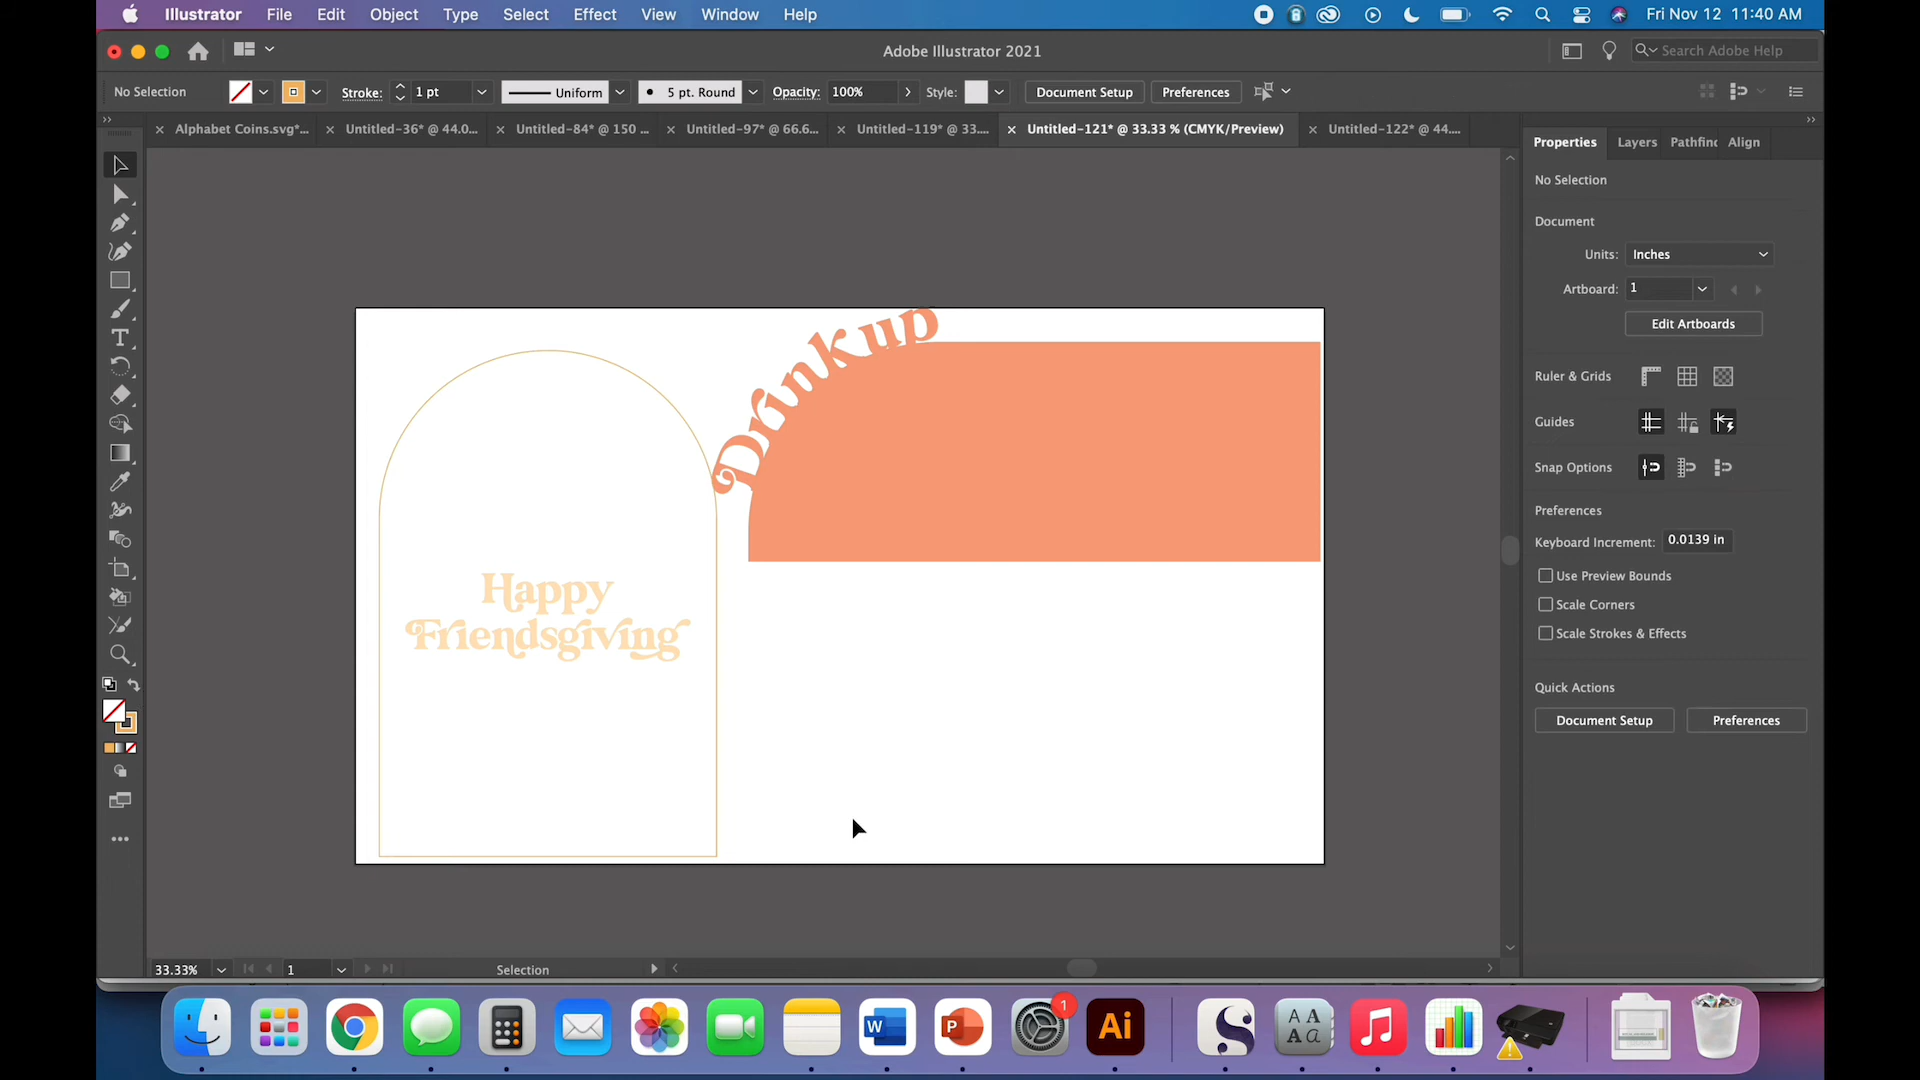 Illustrator File Edit Object Type Select Effect View Window Help Fri Nov 12 11:40 AM
Adobe Illustrator 2021 Search Adobe Help
No Selection Stroke: 1 pt Uniform 5 pt. Round Opacity: 100% Style: Document Setup Preferences
Alphabet Coins.svg*... Untitled-36* @ 44.0... Untitled-84* @ 150 ... Untitled-97* @ 66.6... Untitled-119* @ 33.... Untitled-121* @ 33.33 % (CMYK/Preview) Untitled-122* @ 44....
Properties Layers Pathfinc Align
No Selection
Document
Units: Inches
Artboard: 1
Edit Artboards
Ruler & Grids
Guides
Snap Options
Preferences
Keyboard Increment: 0.0139 in
Use Preview Bounds
Scale Corners
Scale Strokes & Effects
Quick Actions
Document Setup Preferences
Drink up
Happy
Friendsgiving
33.33% 1 Selection
1
W P Ai
A A
A a